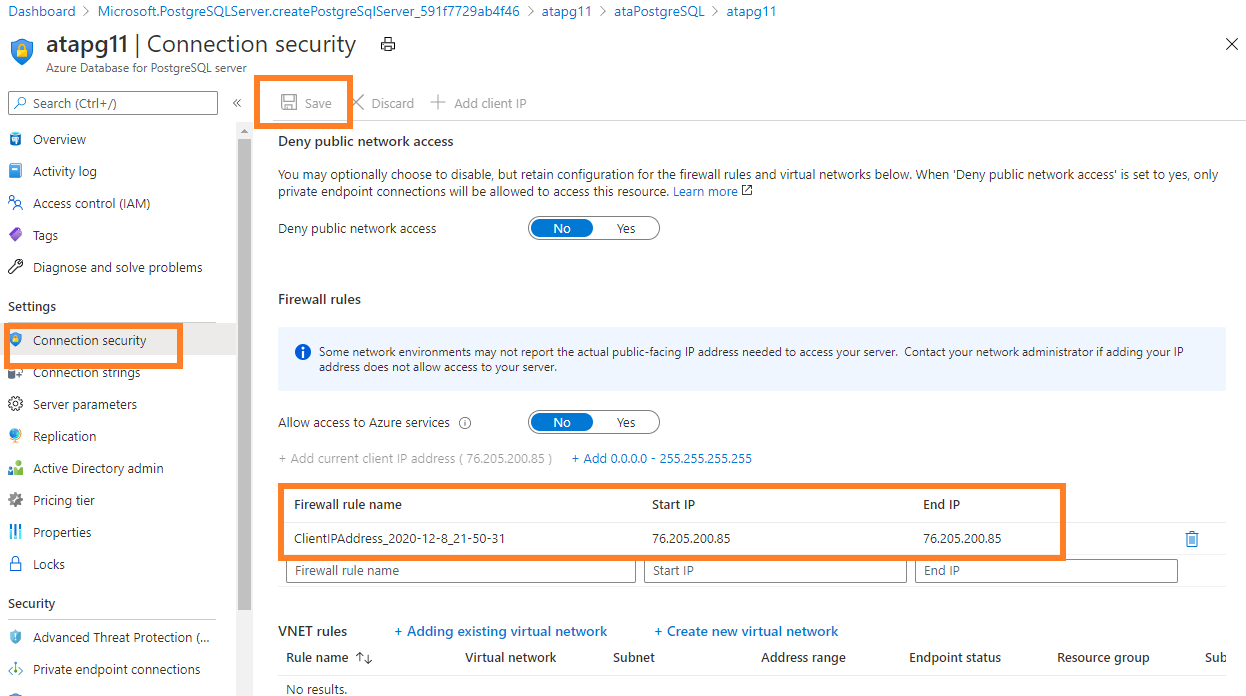 Dashboard > Microsoft.PostgreSQLServer.createPostgreSqlServer_591f7729ab4f46 > atapg11 > ataPostgreSQL > atapg11
atapg11 | Connection security
Azure Database for PostgreSQL server
Search (Ctrl+/)
«
Save
Discard
Add client IP
Overview
Activity log
Access control (IAM)
Tags
Diagnose and solve problems
Settings
Connection security
Connection strings
Server parameters
Replication
Active Directory admin
Pricing tier
Properties
Locks
Security
Advanced Threat Protection (...
Private endpoint connections
Deny public network access
You may optionally choose to disable, but retain configuration for the firewall rules and virtual networks below. When 'Deny public network access' is set to yes, only
private endpoint connections will be allowed to access this resource. Learn more
Deny public network access No Yes
Firewall rules
Some network environments may not report the actual public-facing IP address needed to access your server. Contact your network administrator if adding your IP
address does not allow access to your server.
Allow access to Azure services No Yes
+ Add current client IP address ( 76.205.200.85 ) + Add 0.0.0.0 - 255.255.255.255
Firewall rule name Start IP End IP
ClientIPAddress_2020-12-8_21-50-31 76.205.200.85 76.205.200.85
Firewall rule name Start IP End IP
VNET rules + Adding existing virtual network + Create new virtual network
Rule name Virtual network Subnet Address range Endpoint status Resource group Sub
No results.